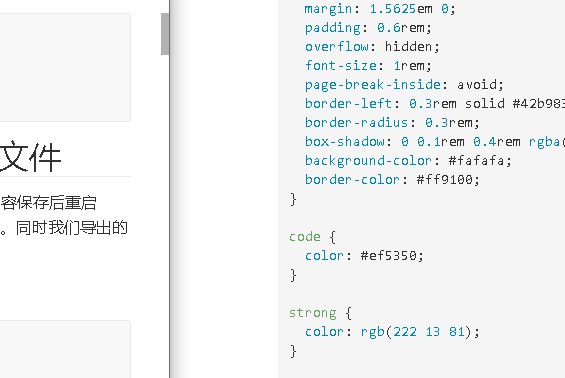 文件
容保存后重启
。同时我们导出的
margin: 1.5625em 0;
padding: 0.6rem;
overflow: hidden;
font-size: 1rem;
page-break-inside: avoid;
border-left: 0.3rem solid #42b983
border-radius: 0.3rem;
box-shadow: 0 0.1rem 0.4rem rgba(
background-color: #fafafa;
border-color: #ff9100;
}
code {
color: #ef5350;
}
strong {
color: rgb(222 13 81);
}